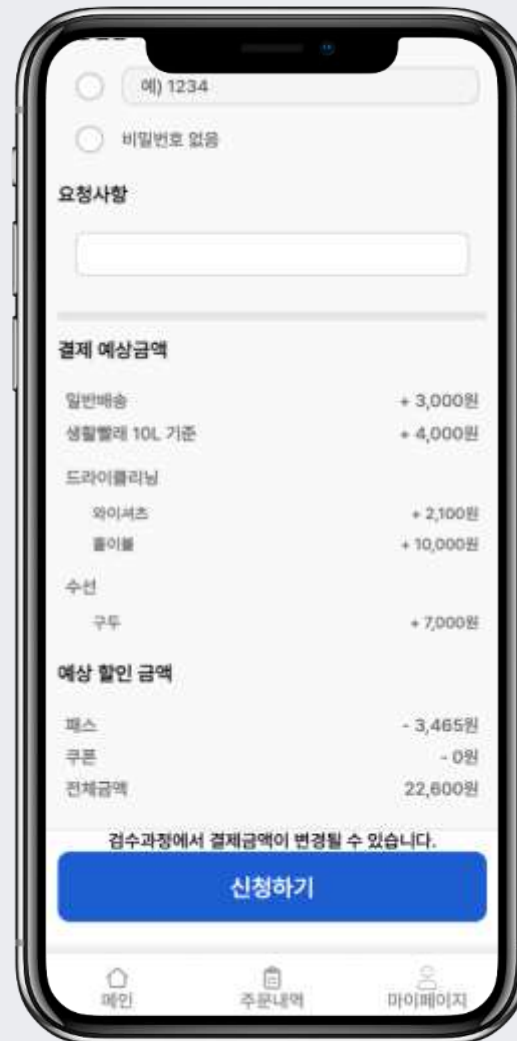 예) 1234
비밀번호 없음
요청사항
결제 예상금액
일반배송 + 3,000원
생활빨래 10L 기준 + 4,000원
드라이클리닝
와이셔츠 + 2,100원
홑이불 + 10,000원
수선
구두 + 7,000원
예상 할인 금액
패스 - 3,465원
쿠폰 - 0원
전체금액 22,600원
검수과정에서 결제금액이 변경될 수 있습니다.
신청하기
메인 주문내역 마이페이지